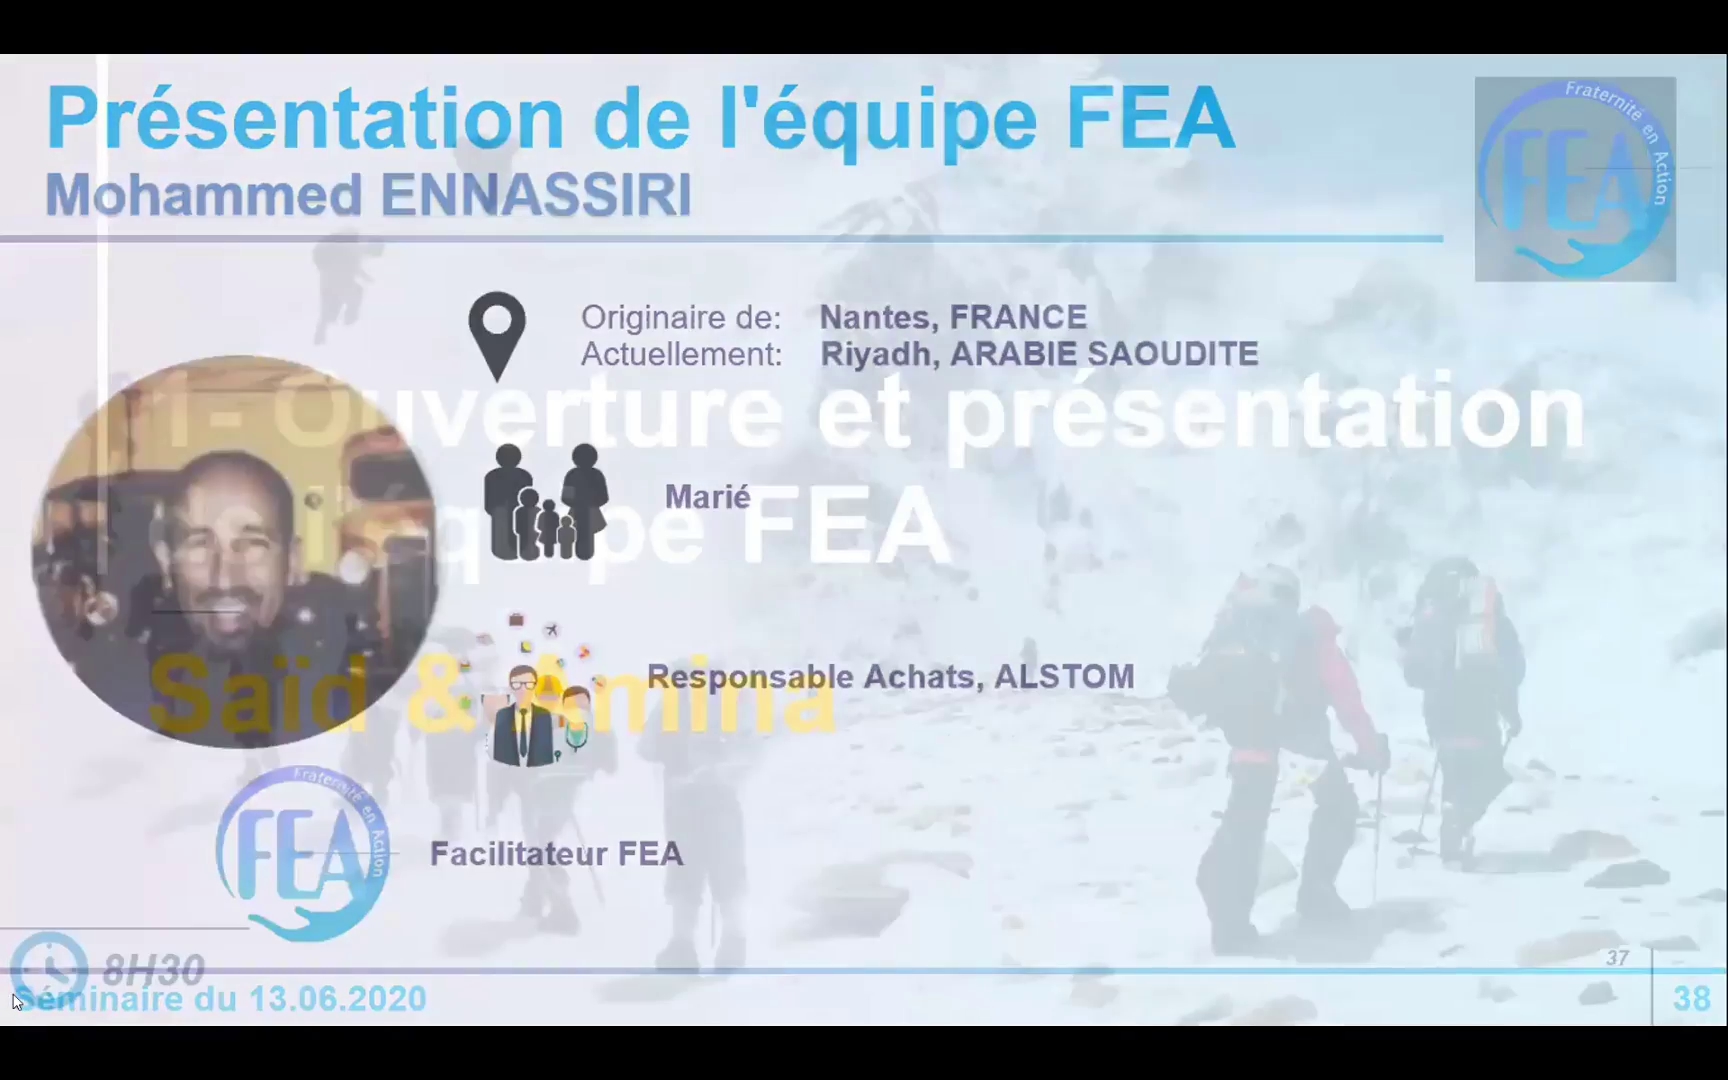 Présentation de l'équipe FEA
Mohammed ENNASSIRI
Fraternité en Action
FEA
Originaire de: Nantes, FRANCE
Actuellement: Riyadh, ARABIE SAOUDITE
1- Ouverture et présentation
de l'équipe FEA
Marié
Saïd & Amina
Responsable Achats, ALSTOM
Fraternité en Action
FEA
Facilitateur FEA
8H30
37
Séminaire du 13.06.2020
38